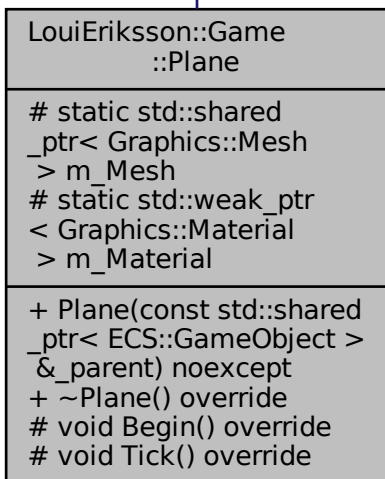 LouiEriksson::Game
::Plane
# static std::shared
_ptr< Graphics::Mesh
> m_Mesh
# static std::weak_ptr
< Graphics::Material
> m_Material
+ Plane(const std::shared
_ptr< ECS::GameObject >
&_parent) noexcept
+ ~Plane() override
# void Begin() override
# void Tick() override